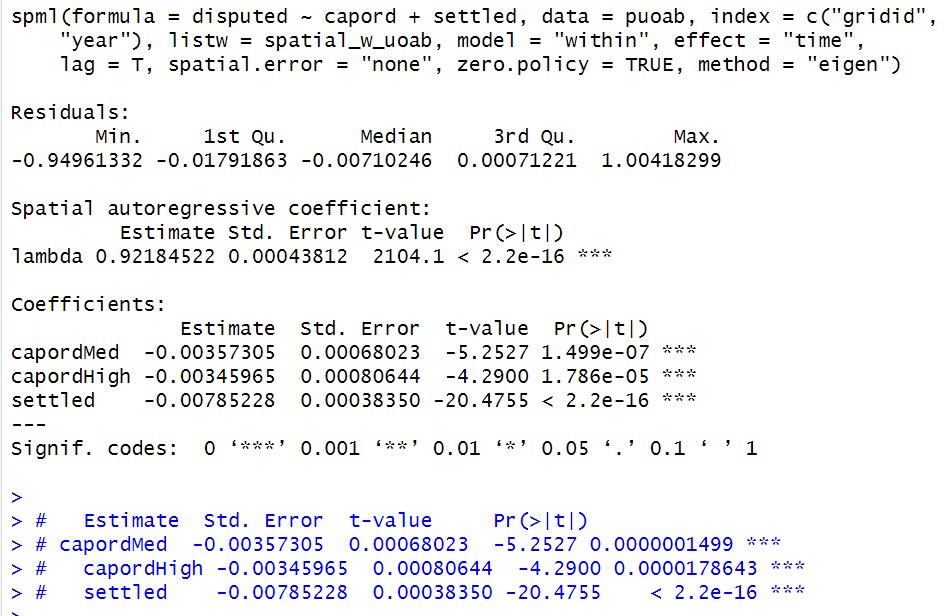 spml(formula = disputed ~ capord + settled, data = puoab, index = c("gridid",
    "year"), listw = spatial_w_uoab, model = "within", effect = "time",
    lag = T, spatial.error = "none", zero.policy = TRUE, method = "eigen")
Residuals:
       Min.     1st Qu.      Median     3rd Qu.        Max.
-0.94961332 -0.01791863 -0.00710246  0.00071221  1.00418299
Spatial autoregressive coefficient:
         Estimate Std. Error t-value  Pr(>|t|)
lambda 0.92184522 0.00043812  2104.1 < 2.2e-16 ***
Coefficients:
              Estimate  Std. Error  t-value  Pr(>|t|)
capordMed  -0.00357305  0.00068023  -5.2527 1.499e-07 ***
capordHigh -0.00345965  0.00080644  -4.2900 1.786e-05 ***
settled    -0.00785228  0.00038350 -20.4755 < 2.2e-16 ***
---
Signif. codes:  0 ‘***’ 0.001 ‘**’ 0.01 ‘*’ 0.05 ‘.’ 0.1 ‘ ’ 1
>
> #   Estimate  Std. Error  t-value    Pr(>|t|)
> # capordMed  -0.00357305  0.00068023  -5.2527 0.0000001499 ***
> #   capordHigh -0.00345965  0.00080644  -4.2900 0.0000178643 ***
> #   settled    -0.00785228  0.00038350 -20.4755    < 2.2e-16 ***
>